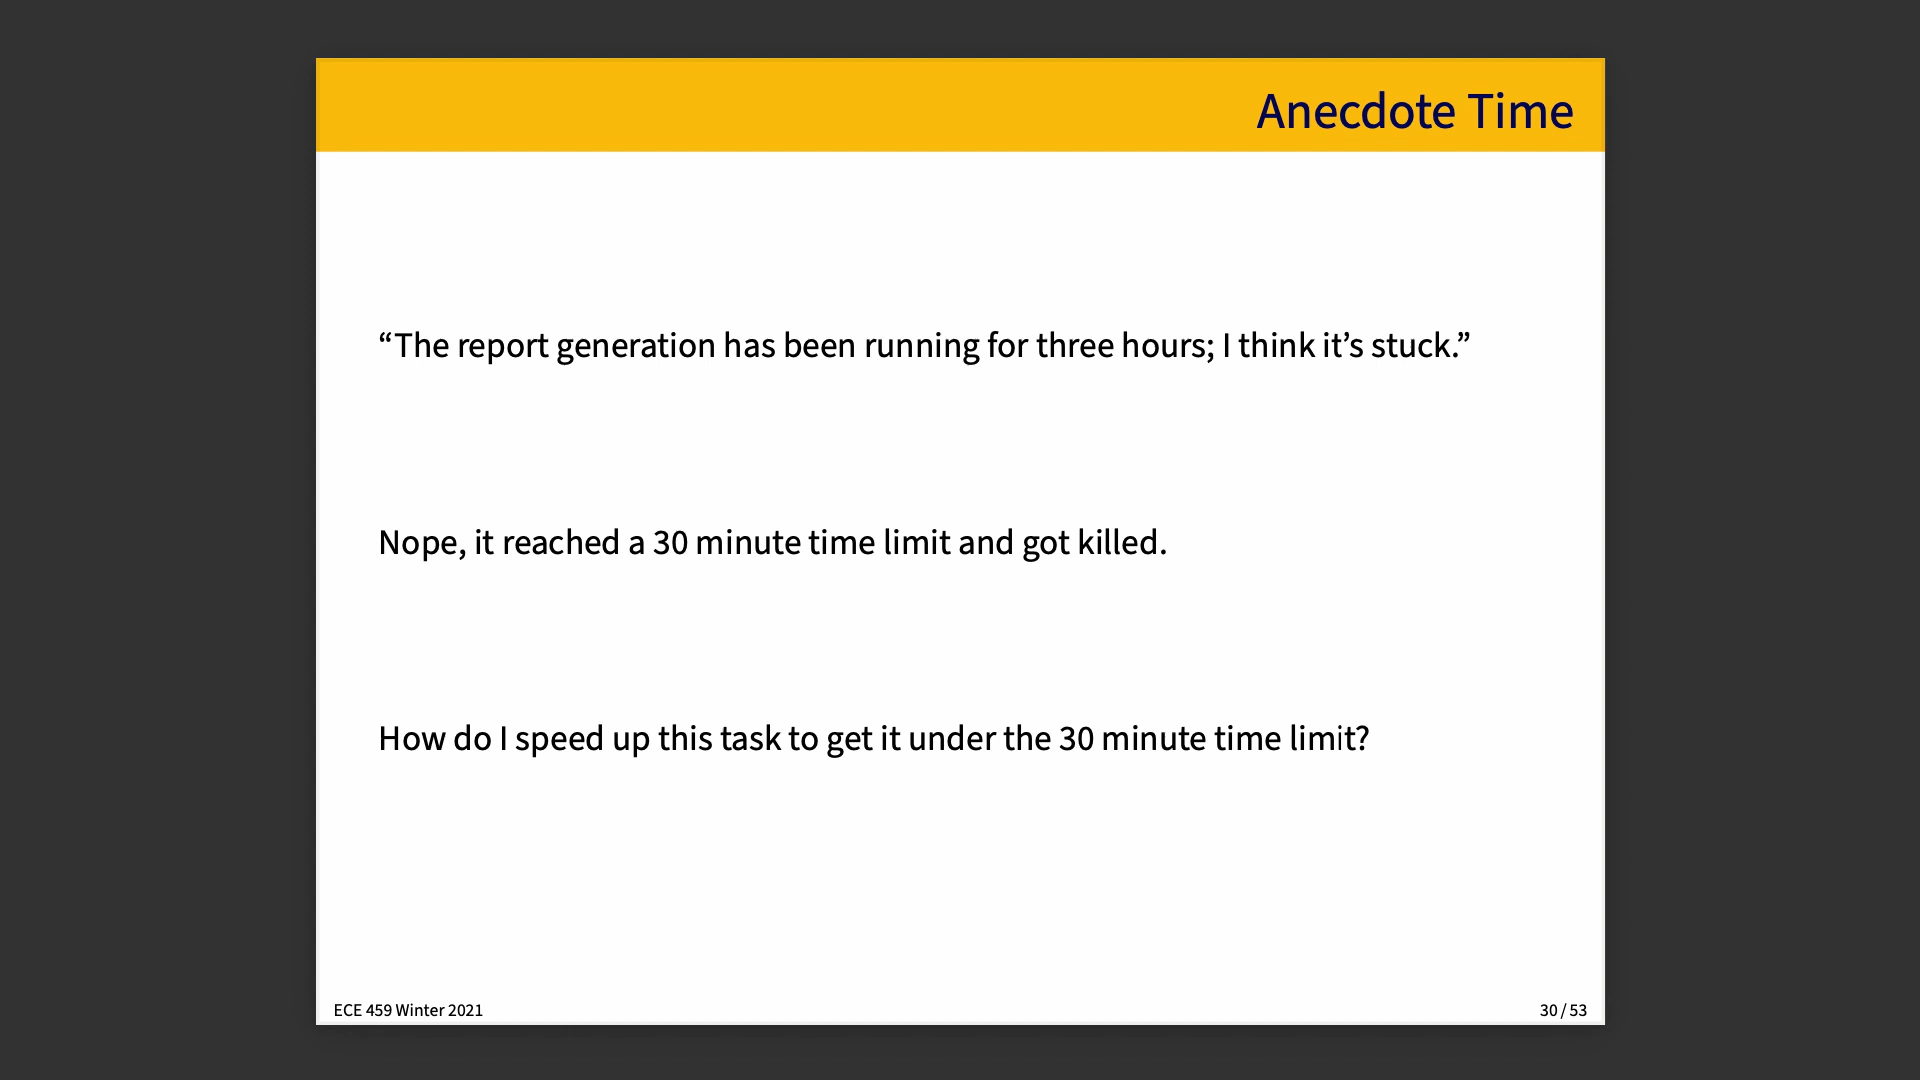 Anecdote Time
“The report generation has been running for three hours; I think it’s stuck.”
Nope, it reached a 30 minute time limit and got killed.
How do I speed up this task to get it under the 30 minute time limit?
ECE 459 Winter 2021
30 / 53